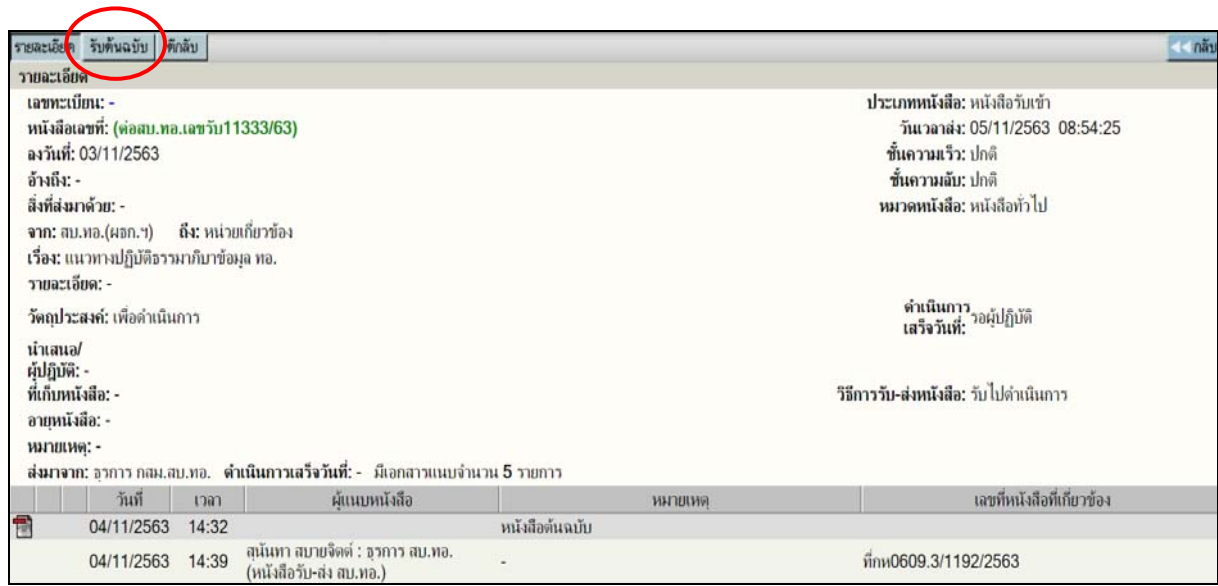 รายละเอียด รับต้นฉบับ ตีกลับ กลับ
รายละเอียด
เลขทะเบียน: - ประเภทหนังสือ: หนังสือรับเข้า
หนังสือเลขที่: (ต่อสบ.ทอ.เลขรับ11333/63) วันเวลาส่ง: 05/11/2563 08:54:25
ลงวันที่: 03/11/2563 ชั้นความเร็ว: ปกติ
อ้างถึง: - ชั้นความลับ: ปกติ
สิ่งที่ส่งมาด้วย: - หมวดหนังสือ: หนังสือทั่วไป
จาก: สบ.ทอ.(ผธก.ฯ) ถึง: หน่วยเกี่ยวข้อง
เรื่อง: แนวทางปฏิบัติธรรมาภิบาข้อมูล ทอ.
รายละเอียด: -
วัตถุประสงค์: เพื่อดำเนินการ ดำเนินการ
เสร็จวันที่: รอผู้ปฏิบัติ
นำเสนอ/
ผู้ปฏิบัติ: -
ที่เก็บหนังสือ: - วิธีการรับ-ส่งหนังสือ: รับไปดำเนินการ
อายุหนังสือ: -
หมายเหตุ: -
ส่งมาจาก: ธุรการ กสม.สบ.ทอ. ดำเนินการเสร็จวันที่: - มีเอกสารแนบจำนวน 5 รายการ
วันที่ เวลา ผู้แนบหนังสือ หมายเหตุ เลขที่หนังสือที่เกี่ยวข้อง
04/11/2563 14:32 หนังสือต้นฉบับ
04/11/2563 14:39 สุนันทา สบายจิตต์ : ธุรการ สบ.ทอ. - ที่กห0609.3/1192/2563
(หนังสือรับ-ส่ง สบ.ทอ.)